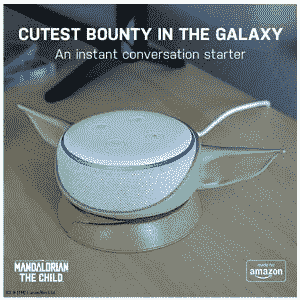 CUTEST BOUNTY IN THE GALAXY
An instant conversation starter
MANDALORIAN
THE CHILD
made for
amazon